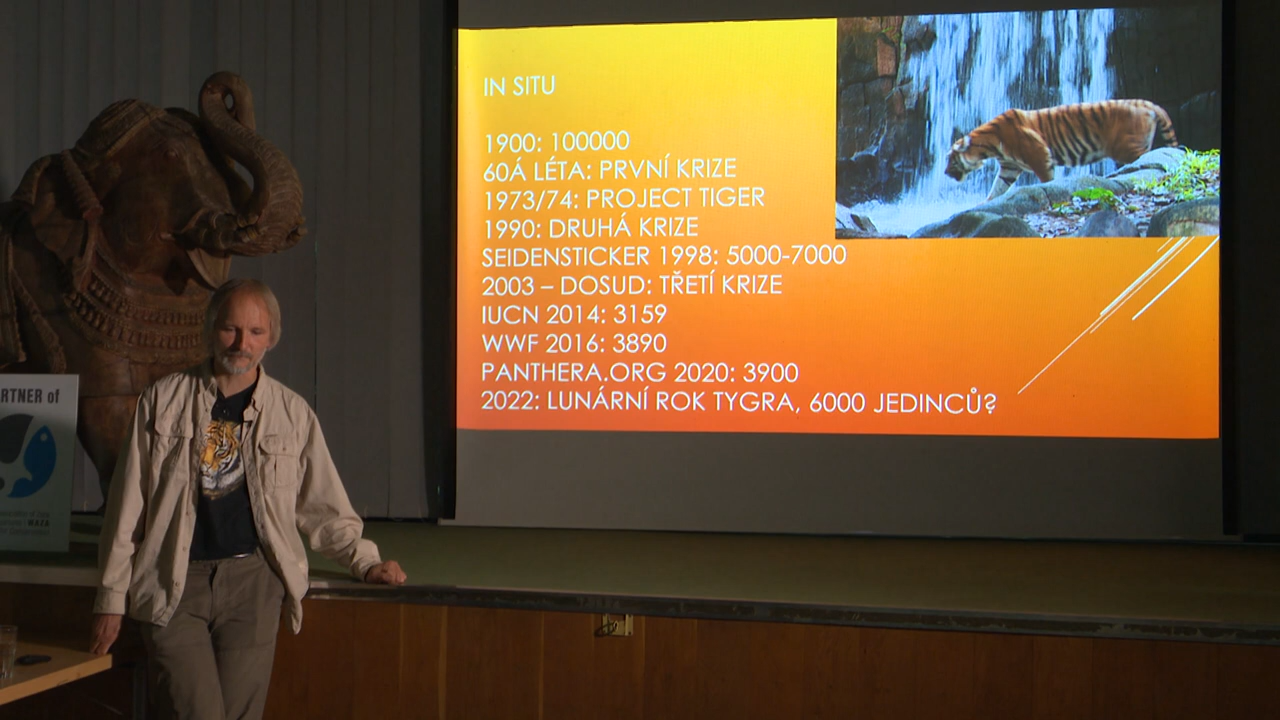 IN SITU
1900: 100000
60Á LÉTA: PRVNÍ KRIZE
1973/74: PROJECT TIGER
1990: DRUHÁ KRIZE
SEIDENSTICKER 1998: 5000-7000
2003 – DOSUD: TŘETÍ KRIZE
IUCN 2014: 3159
WWF 2016: 3890
PANTHERA.ORG 2020: 3900
2022: LUNÁRNÍ ROK TYGRA, 6000 JEDINCŮ?
RTNER of
WAZA